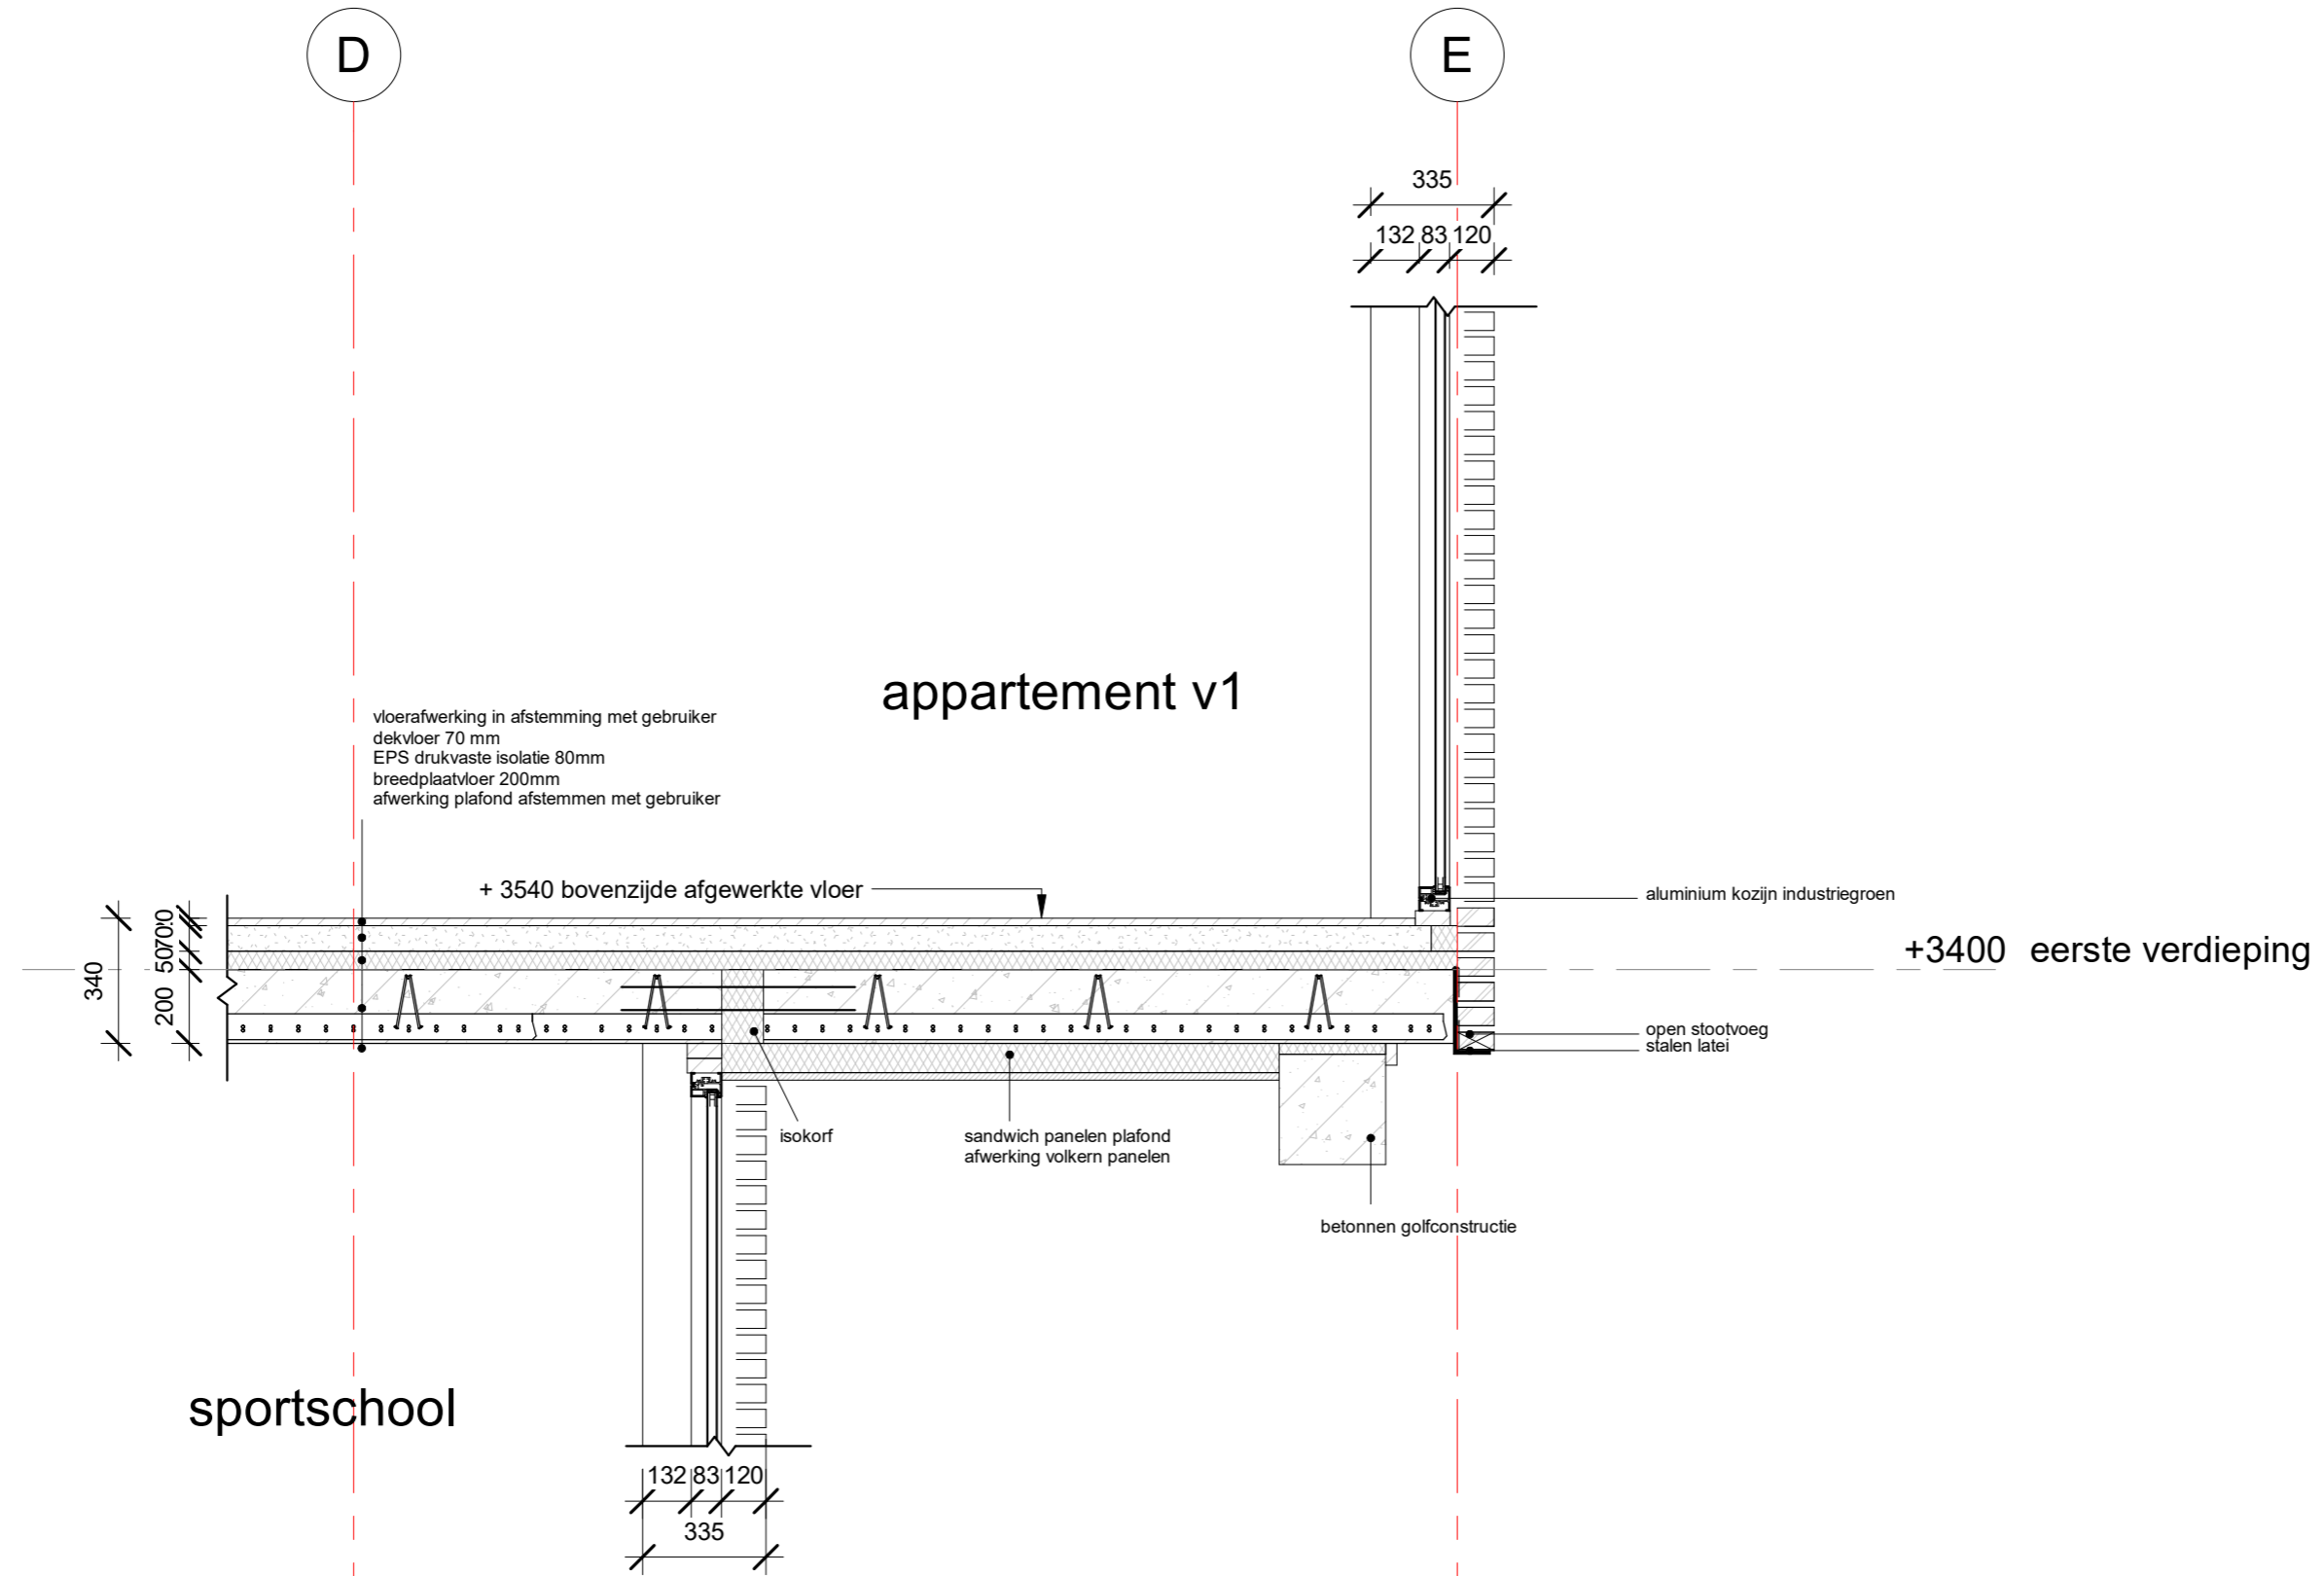 D
E
335
132 83 120
appartement v1
vloerafwerking in afstemming met gebruiker
dekvloer 70 mm
EPS drukvaste isolatie 80mm
breedplaatvloer 200mm
afwerking plafond afstemmen met gebruiker
+ 3540 bovenzijde afgewerkte vloer
aluminium kozijn industriegroen
340
200
50
70
+3400 eerste verdieping
open stootvoeg
stalen latei
isokorf
sandwich panelen plafond
afwerking volkern panelen
betonnen golfconstructie
sportschool
132 83 120
335